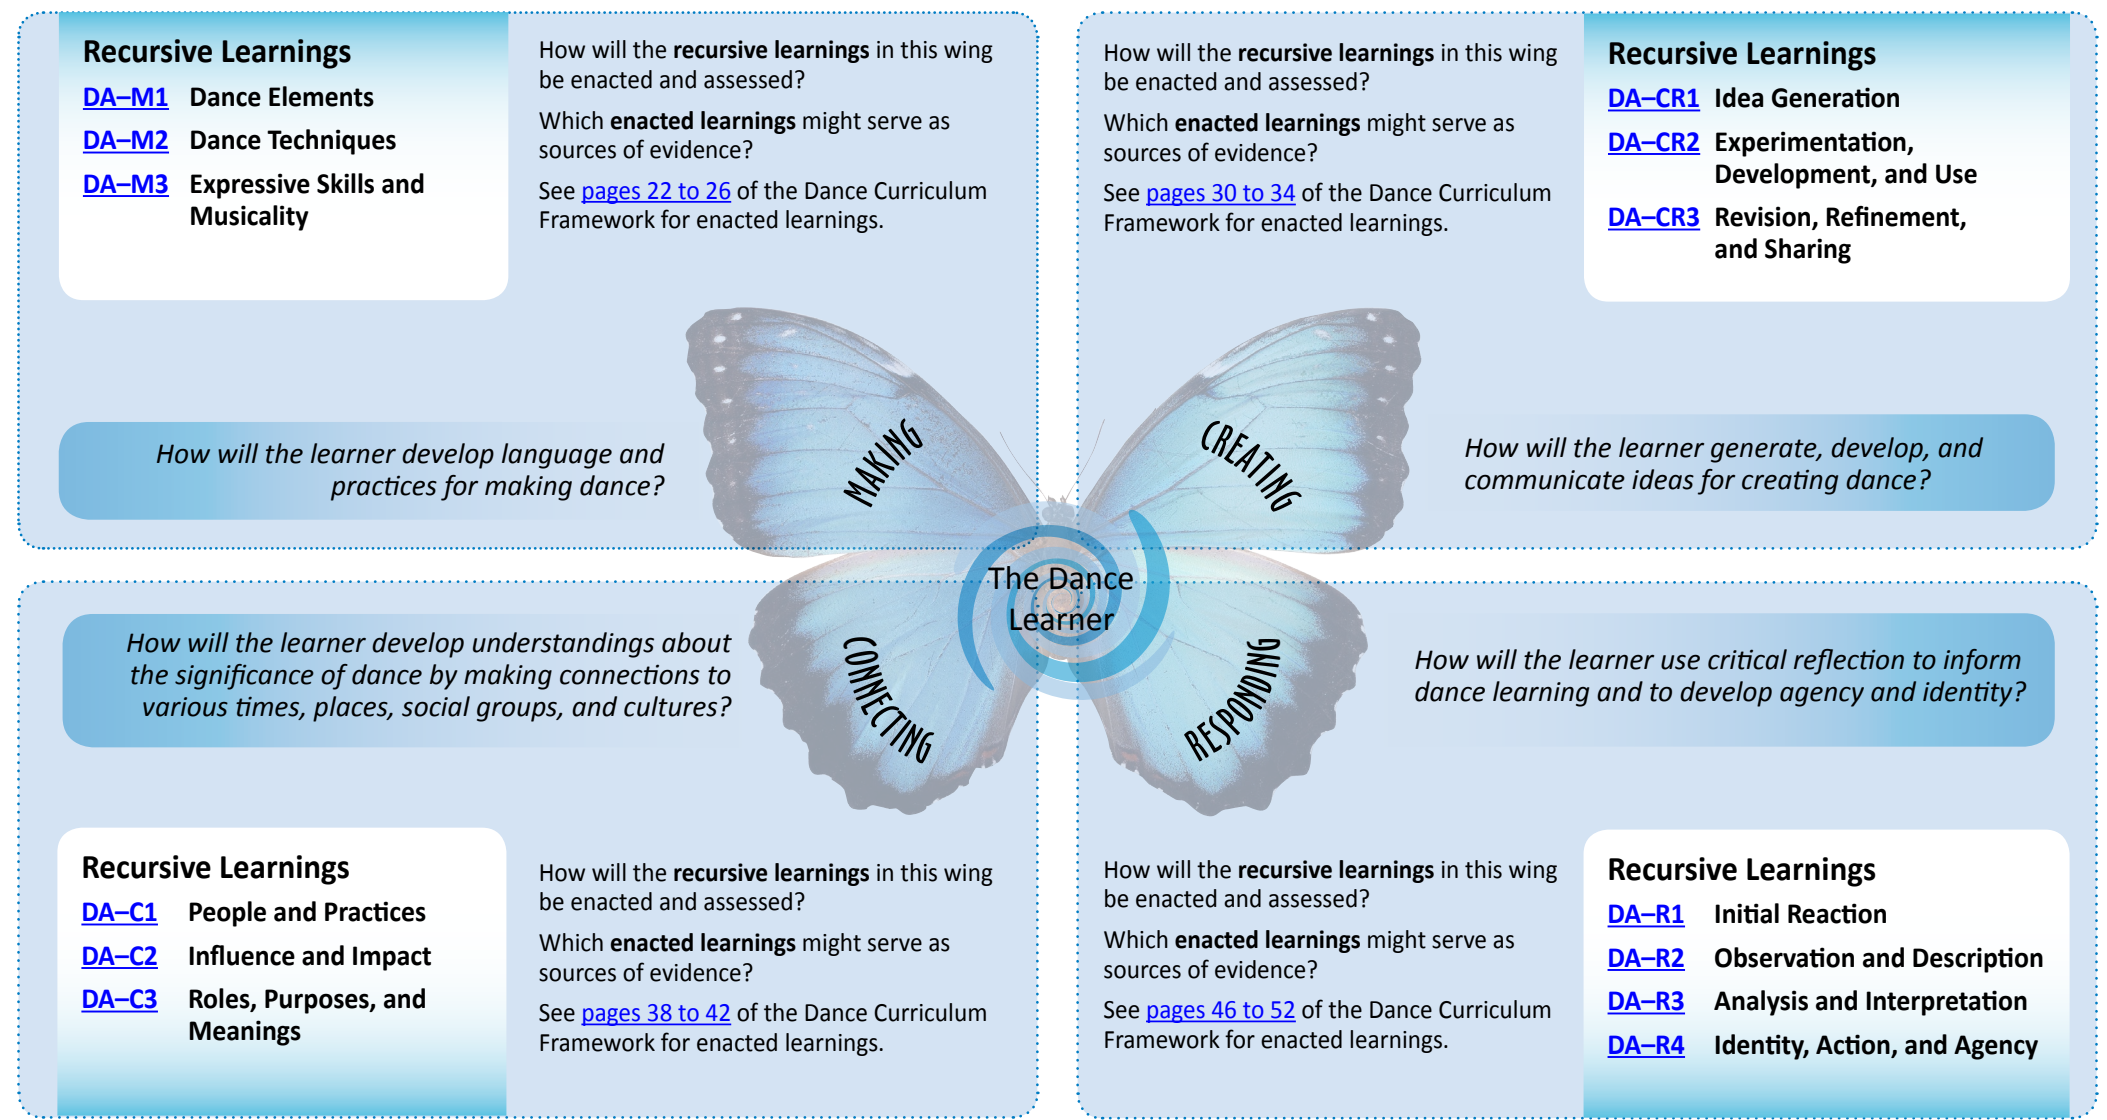 Recursive Learnings
DA–M1 Dance Elements
DA–M2 Dance Techniques
DA–M3 Expressive Skills and
Musicality
How will the recursive learnings in this wing
be enacted and assessed?
Which enacted learnings might serve as
sources of evidence?
See pages 22 to 26 of the Dance Curriculum
Framework for enacted learnings.
How will the learner develop language and
practices for making dance?
MAKING
How will the recursive learnings in this wing
be enacted and assessed?
Which enacted learnings might serve as
sources of evidence?
See pages 30 to 34 of the Dance Curriculum
Framework for enacted learnings.
Recursive Learnings
DA–CR1 Idea Generation
DA–CR2 Experimentation,
Development, and Use
DA–CR3 Revision, Refinement,
and Sharing
CREATING
How will the learner generate, develop, and
communicate ideas for creating dance?
The Dance
Learner
How will the learner develop understandings about
the significance of dance by making connections to
various times, places, social groups, and cultures?
CONNECTING
Recursive Learnings
DA–C1 People and Practices
DA–C2 Influence and Impact
DA–C3 Roles, Purposes, and
Meanings
How will the recursive learnings in this wing
be enacted and assessed?
Which enacted learnings might serve as
sources of evidence?
See pages 38 to 42 of the Dance Curriculum
Framework for enacted learnings.
RESPONDING
How will the learner use critical reflection to inform
dance learning and to develop agency and identity?
How will the recursive learnings in this wing
be enacted and assessed?
Which enacted learnings might serve as
sources of evidence?
See pages 46 to 52 of the Dance Curriculum
Framework for enacted learnings.
Recursive Learnings
DA–R1 Initial Reaction
DA–R2 Observation and Description
DA–R3 Analysis and Interpretation
DA–R4 Identity, Action, and Agency